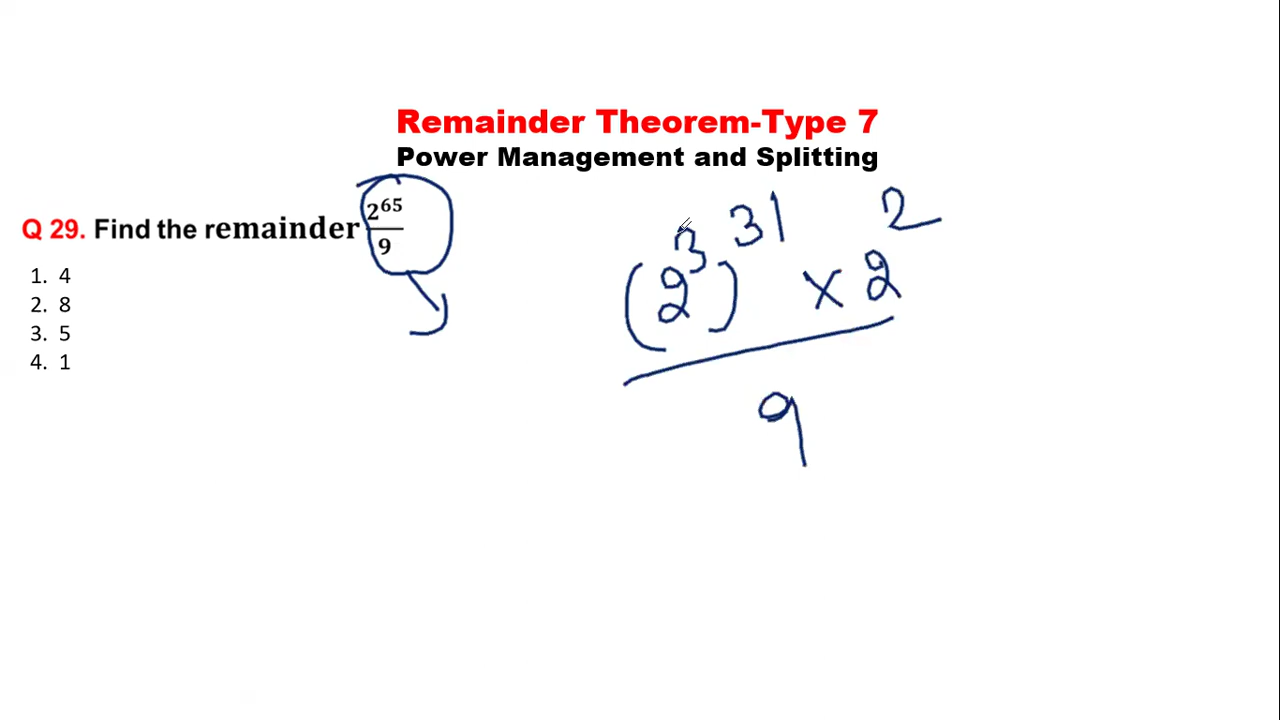 Remainder Theorem-Type 7
Power Management and Splitting
Q 29. Find the remainder 2^65/9
1. 4
2. 8
3. 5
4. 1
(2^3)^31 × 2^2
9